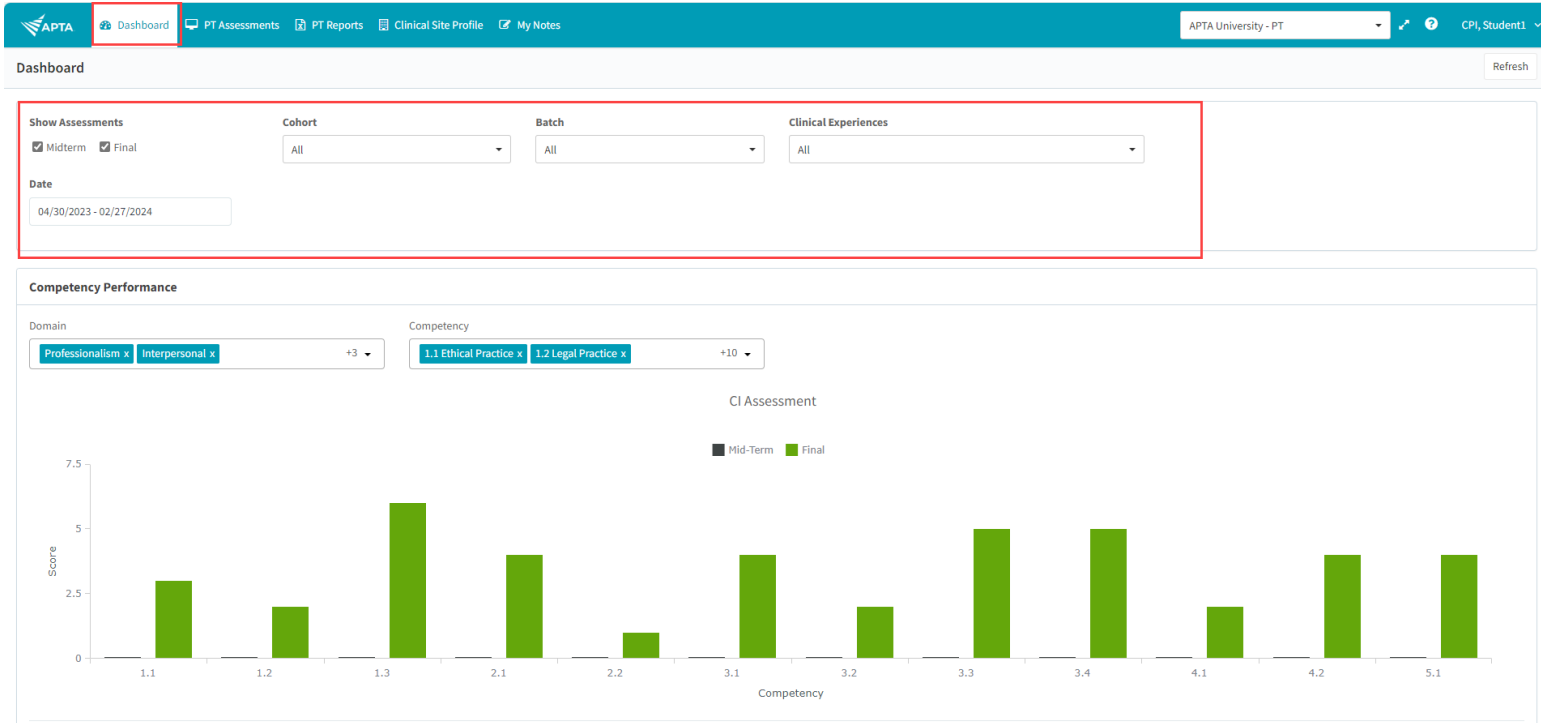 APTA Dashboard PT Assessments PT Reports Clinical Site Profile My Notes APTA University - PT CPI, Student1
Dashboard Refresh
Show Assessments Cohort Batch Clinical Experiences
Midterm Final All All All
Date
04/30/2023 - 02/27/2024
Competency Performance
Domain Competency
Professionalism x Interpersonal x +3 1.1 Ethical Practice x 1.2 Legal Practice x +10
CI Assessment
Mid-Term Final
7.5
5
2.5
0
Score
1.1 1.2 1.3 2.1 2.2 3.1 3.2 3.3 3.4 4.1 4.2 5.1
Competency